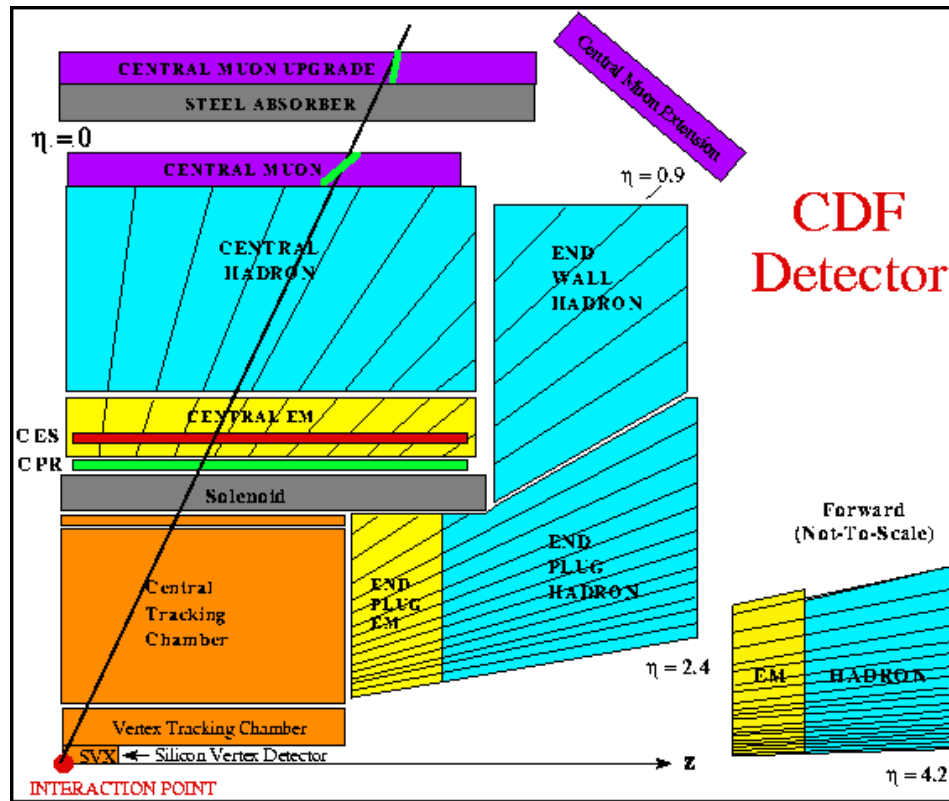 CENTRAL MUON UPGRADE
STEEL ABSORBER
Central Muon Extension
η = 0
CENTRAL MUON
η = 0.9
CDF
Detector
CENTRAL
HADRON
END
WALL
HADRON
CENTRAL EM
CES
CPR
Solenoid
Forward
(Not-To-Scale)
Central
Tracking
Chamber
END
PLUG
EM
END
PLUG
HADRON
η = 2.4
EM
HADRON
Vertex Tracking Chamber
SVX
Silicon Vertex Detector
Z
η = 4.2
INTERACTION POINT